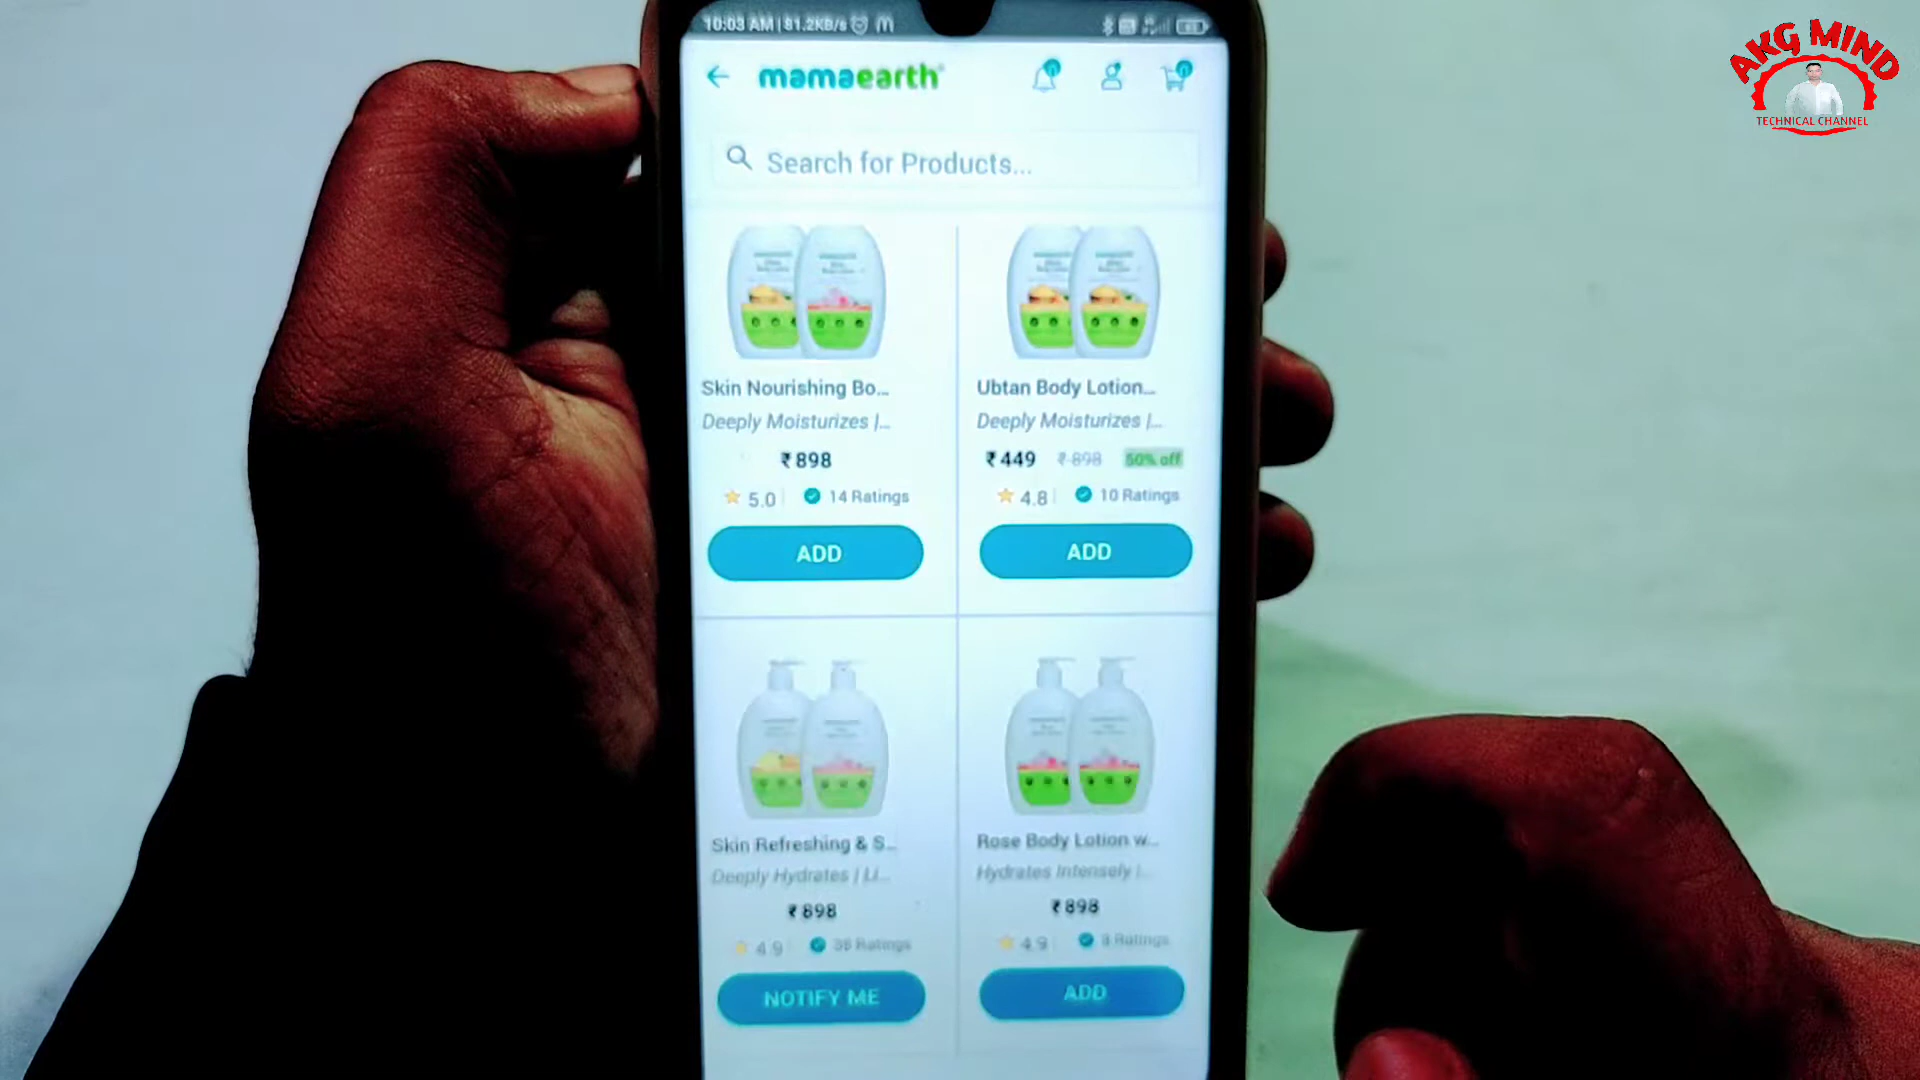 10:03 AM | 81.2KB/s
AKG MIND
TECHNICAL CHANNEL
mamaearth
Search for Products...
Skin Nourishing Bo...
Deeply Moisturizes |...
₹898
5.0
14 Ratings
ADD
Ubtan Body Lotion...
Deeply Moisturizes |...
₹449 ₹898 50% off
4.8
10 Ratings
ADD
Skin Refreshing & S...
Deeply Hydrates | Li...
₹898
4.9
Ratings
NOTIFY ME
Rose Body Lotion w...
Hydrates Intensely |...
₹898
4.9
Ratings
ADD